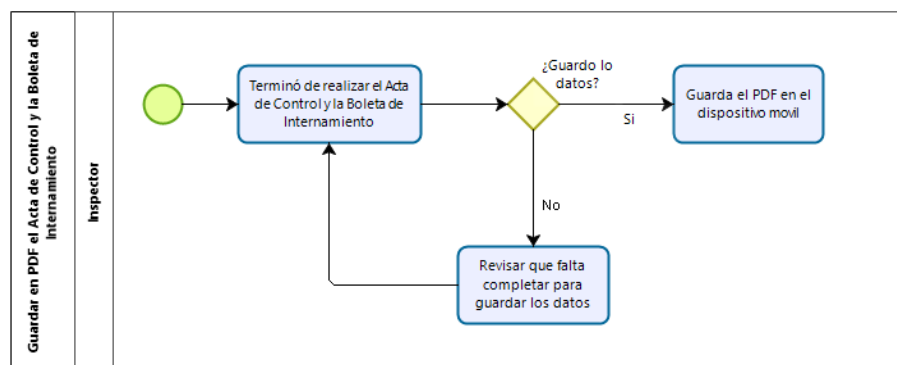 Guardar en PDF el Acta de Control y la Boleta de
Internamiento
Inspector
Terminó de realizar el Acta
de Control y la Boleta de
Internamiento
¿Guardo lo
datos?
Si
Guarda el PDF en el
dispositivo movil
No
Revisar que falta
completar para
guardar los datos